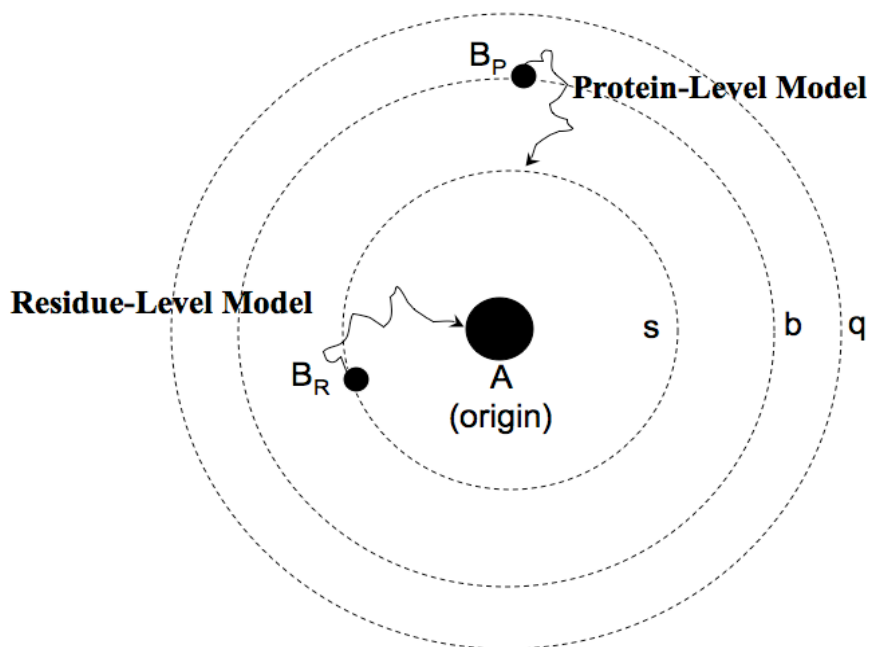 B_P
Protein-Level Model
Residue-Level Model
s b q
B_R
A
(origin)